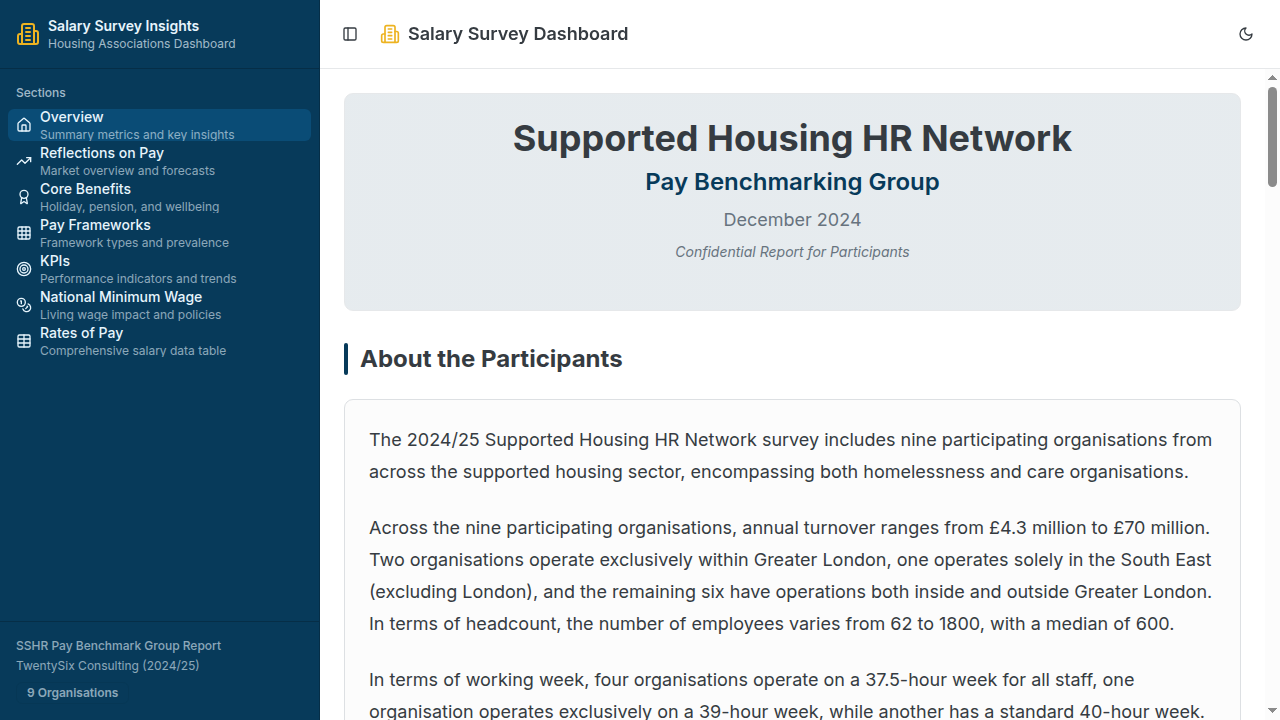 Salary Survey Insights
Housing Associations Dashboard
Sections
Overview
Summary metrics and key insights
Reflections on Pay
Market overview and forecasts
Core Benefits
Holiday, pension, and wellbeing
Pay Frameworks
Framework types and prevalence
KPIs
Performance indicators and trends
National Minimum Wage
Living wage impact and policies
Rates of Pay
Comprehensive salary data table
SSHR Pay Benchmark Group Report
TwentySix Consulting (2024/25)
9 Organisations
Salary Survey Dashboard
Supported Housing HR Network
Pay Benchmarking Group
December 2024
Confidential Report for Participants
About the Participants
The 2024/25 Supported Housing HR Network survey includes nine participating organisations from
across the supported housing sector, encompassing both homelessness and care organisations.
Across the nine participating organisations, annual turnover ranges from £4.3 million to £70 million.
Two organisations operate exclusively within Greater London, one operates solely in the South East
(excluding London), and the remaining six have operations both inside and outside Greater London.
In terms of headcount, the number of employees varies from 62 to 1800, with a median of 600.
In terms of working week, four organisations operate on a 37.5-hour week for all staff, one
organisation operates exclusively on a 39-hour week, while another has a standard 40-hour week.